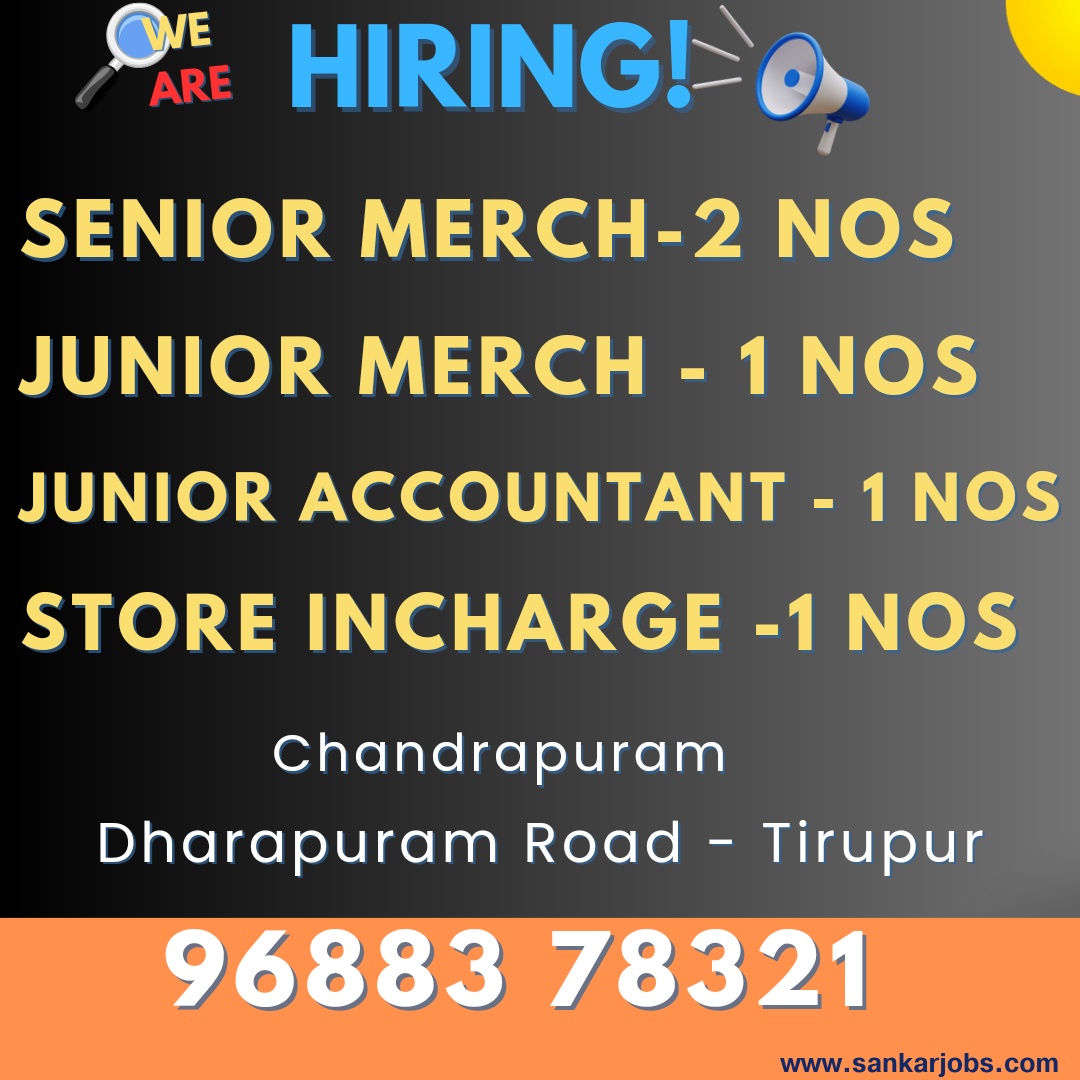 WE
ARE
HIRING!
SENIOR MERCH-2 NOS
JUNIOR MERCH - 1 NOS
JUNIOR ACCOUNTANT - 1 NOS
STORE INCHARGE -1 NOS
Chandrapuram
Dharapuram Road - Tirupur
96883 78321
www.sankarjobs.com